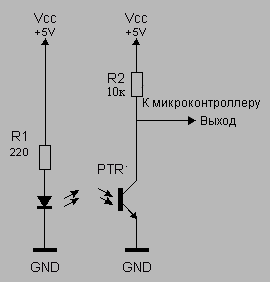 Vcc
+5V
Vcc
+5V
R2
10к
К микроконтроллеру
Выход
R1
220
PTR
GND
GND